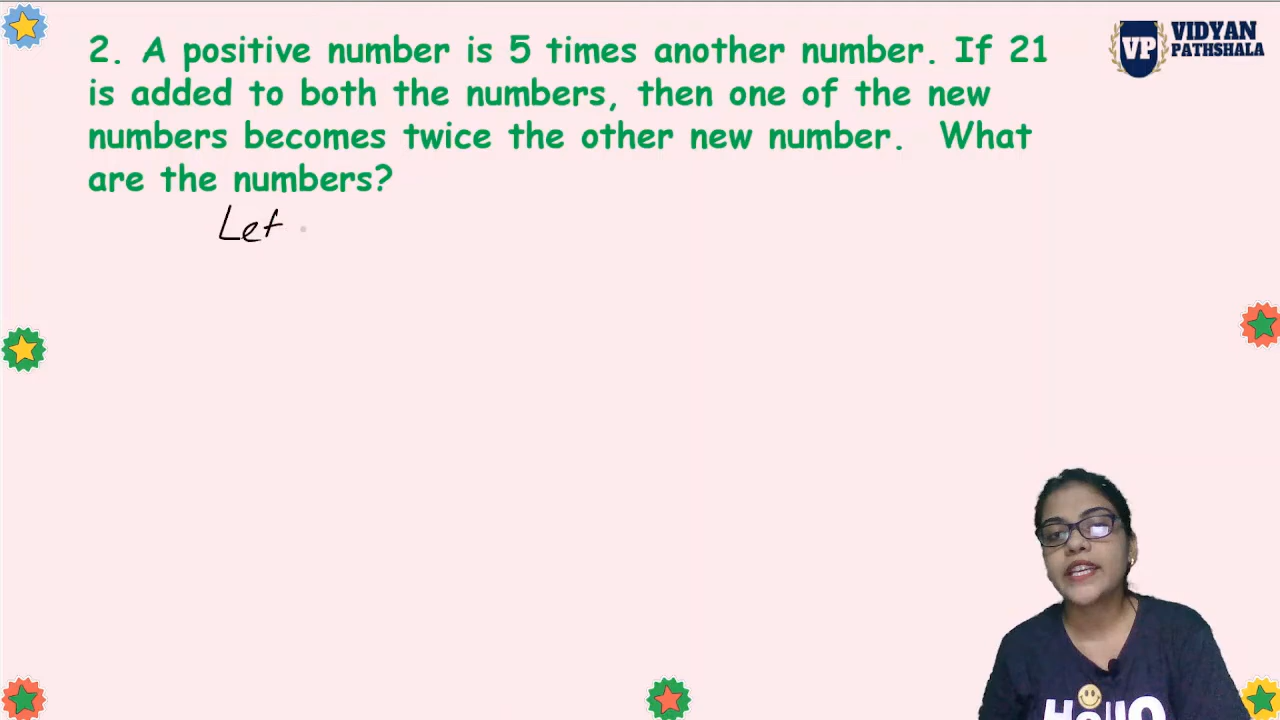 2. A positive number is 5 times another number. If 21
is added to both the numbers, then one of the new
numbers becomes twice the other new number. What
are the numbers?
Let
VP
VIDYAN
PATHSHALA